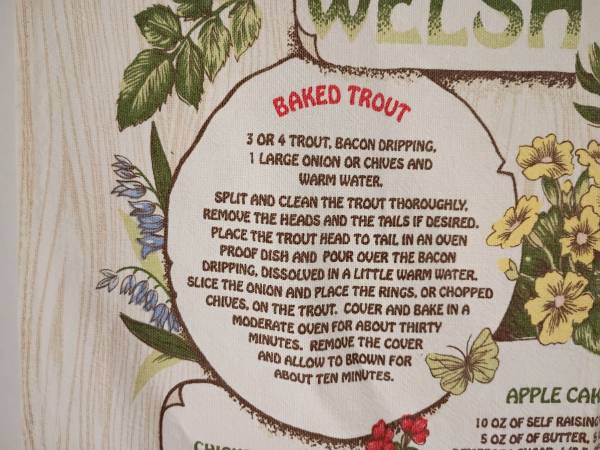 WELSH
BAKED TROUT
3 OR 4 TROUT, BACON DRIPPING,
1 LARGE ONION OR CHIVES AND
WARM WATER.
SPLIT AND CLEAN THE TROUT THOROUGHLY,
REMOVE THE HEADS AND THE TAILS IF DESIRED.
PLACE THE TROUT HEAD TO TAIL IN AN OVEN
PROOF DISH AND POUR OVER THE BACON
DRIPPING, DISSOLVED IN A LITTLE WARM WATER.
SLICE THE ONION AND PLACE THE RINGS, OR CHOPPED
CHIVES, ON THE TROUT. COVER AND BAKE IN A
MODERATE OVEN FOR ABOUT THIRTY
MINUTES. REMOVE THE COVER
AND ALLOW TO BROWN FOR
ABOUT TEN MINUTES.
APPLE CAK
10 OZ OF SELF RAISING
5 OZ OF OF BUTTER,